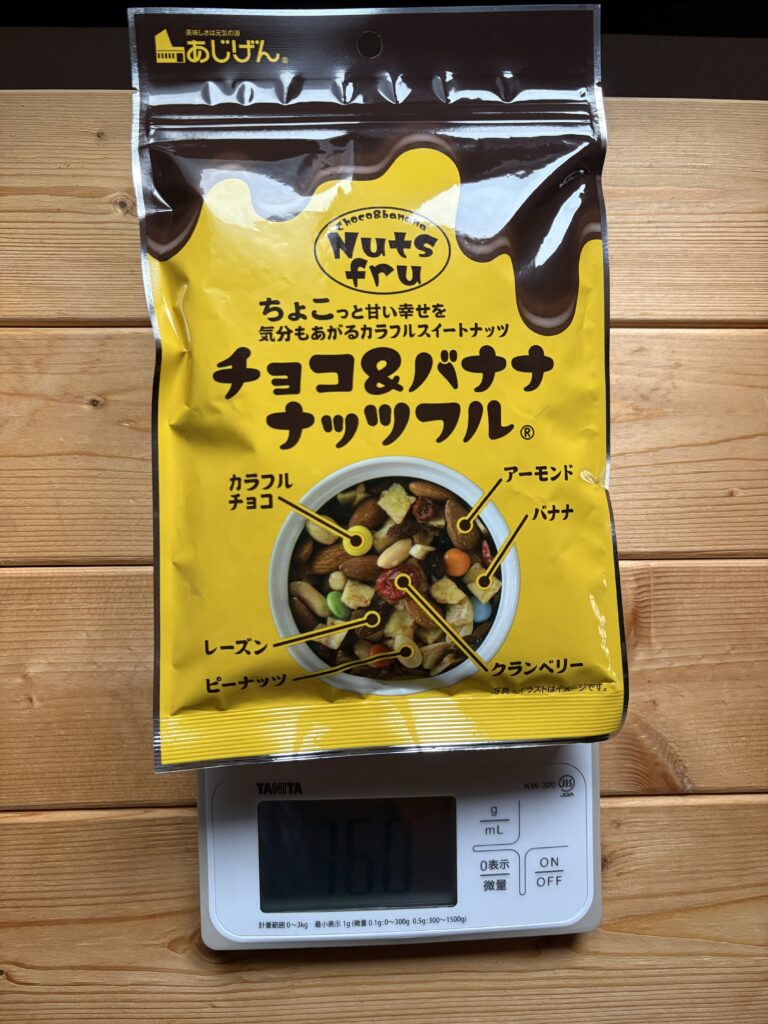 美味しさは元気の源
あじげん®
Choco&banana
Nuts
fru
ちょこっと甘い幸せを
気分もあがるカラフルスイートナッツ
チョコ&バナナ
ナッツフル®
カラフル
チョコ
アーモンド
バナナ
レーズン
ピーナッツ
クランベリー
写真・イラストはイメージです。
TANITA
KW-320
JIS
JQA
160
g
mL
0表示
微量
ON
OFF
計量範囲 0〜3kg 最小表示 1g (微量 0.1g:0〜300g 0.5g:300〜1500g)